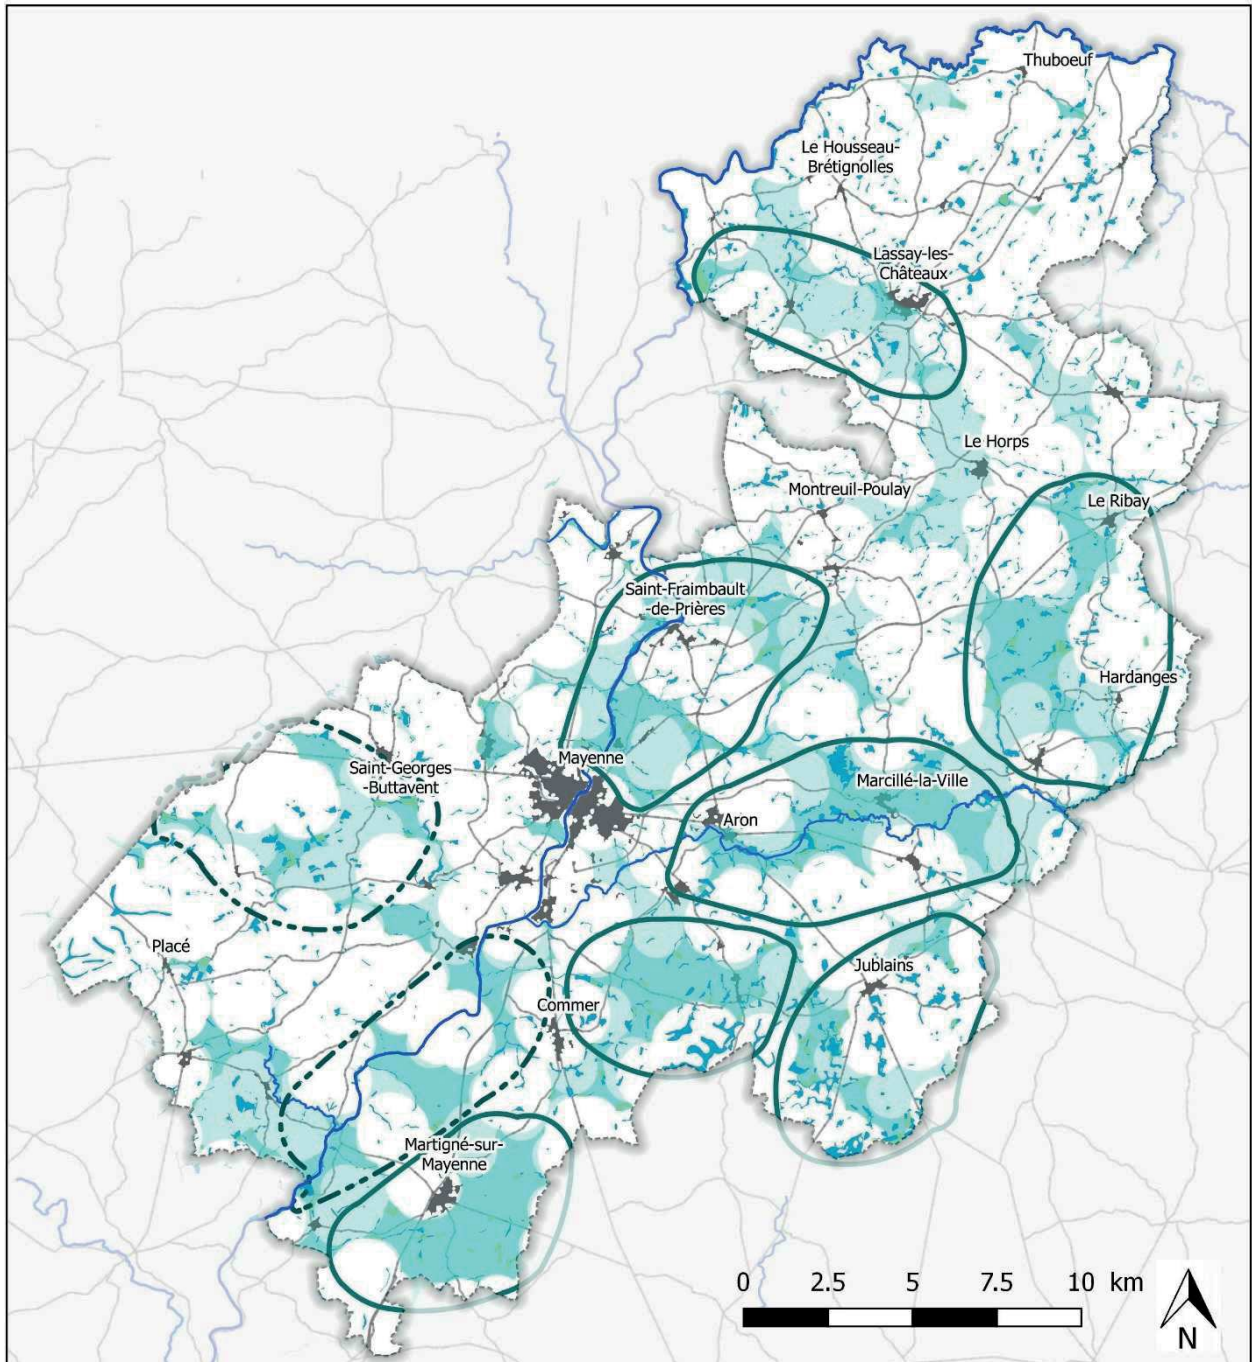 Thuboeuf
Le Housseau-
Brétignolles
Lassay-les-
Châteaux
Le Horps
Montreuil-Poulay
Le Ribay
Saint-Fraimbault
-de-Prières
Hardanges
Mayenne
Saint-Georges
-Buttavent
Marcillé-la-Ville
Aron
Placé
Jublains
Commer
Martigné-sur-
Mayenne
0 2.5 5 7.5 10 km
N